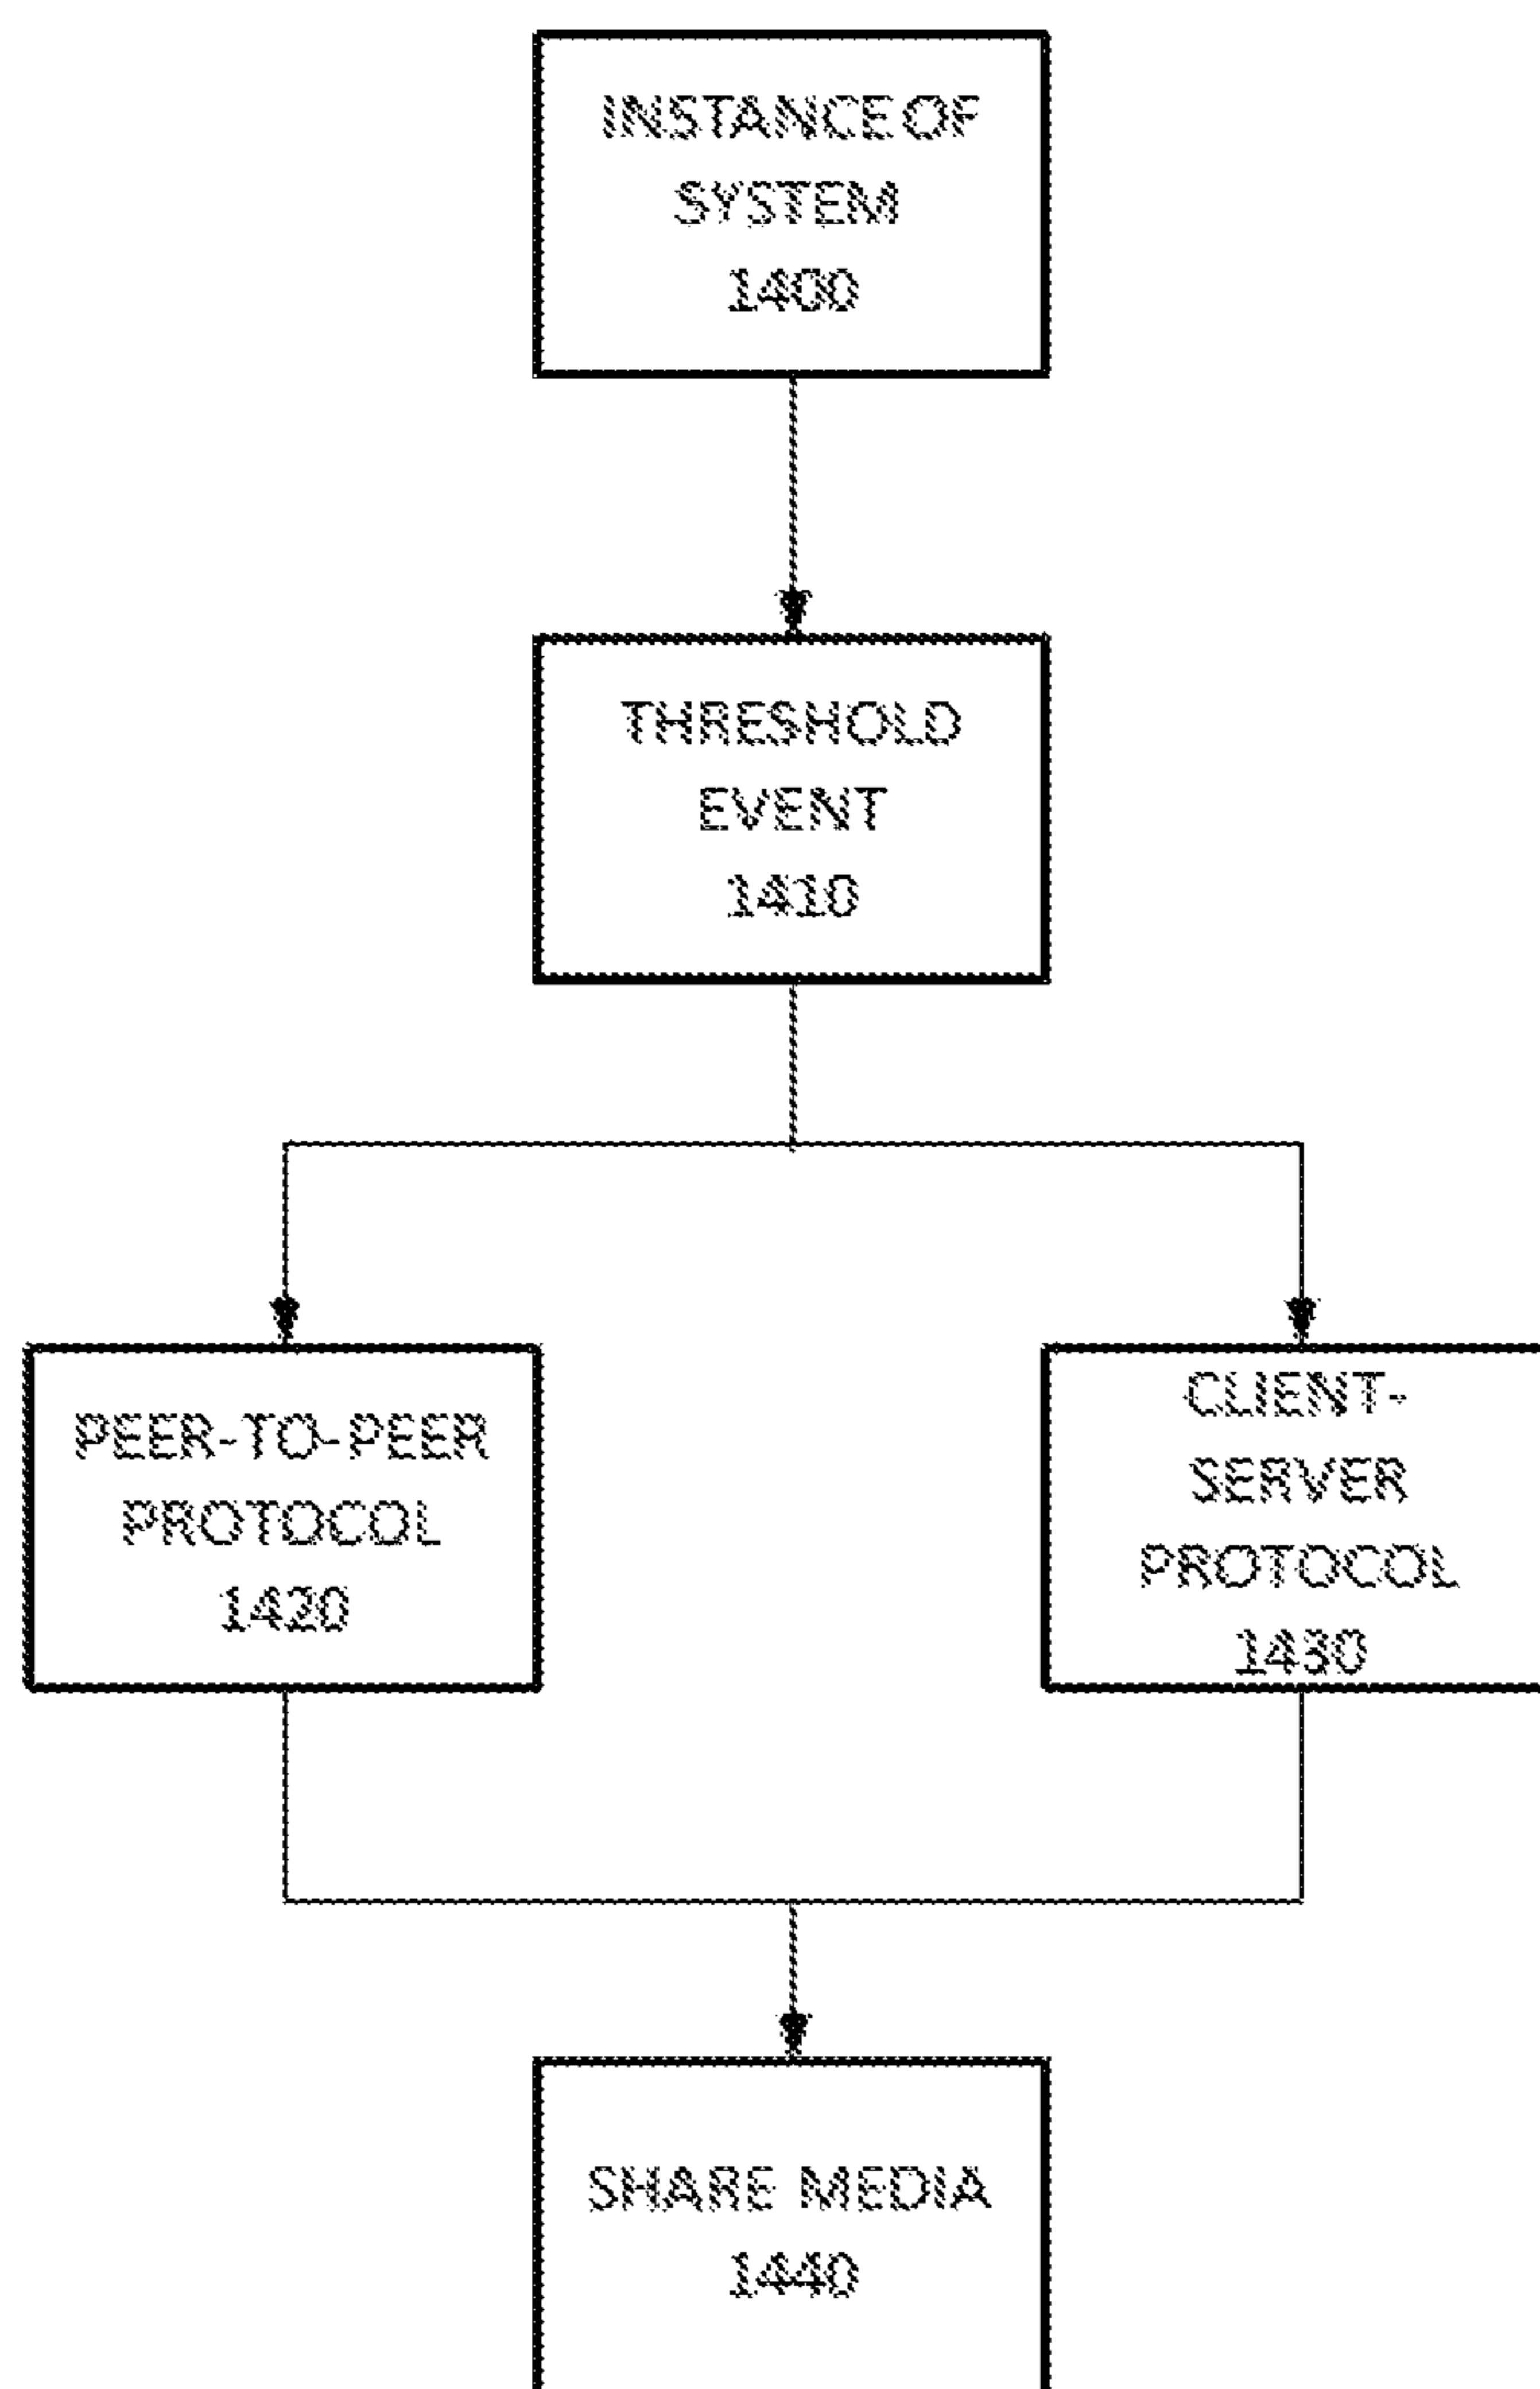 INSTANCE OF
SYSTEM
1400
THRESHOLD
EVENT
1410
PEER-TO-PEER
PROTOCOL
1420
CLIENT-
SERVER
PROTOCOL
1430
SHARE MEDIA
1440